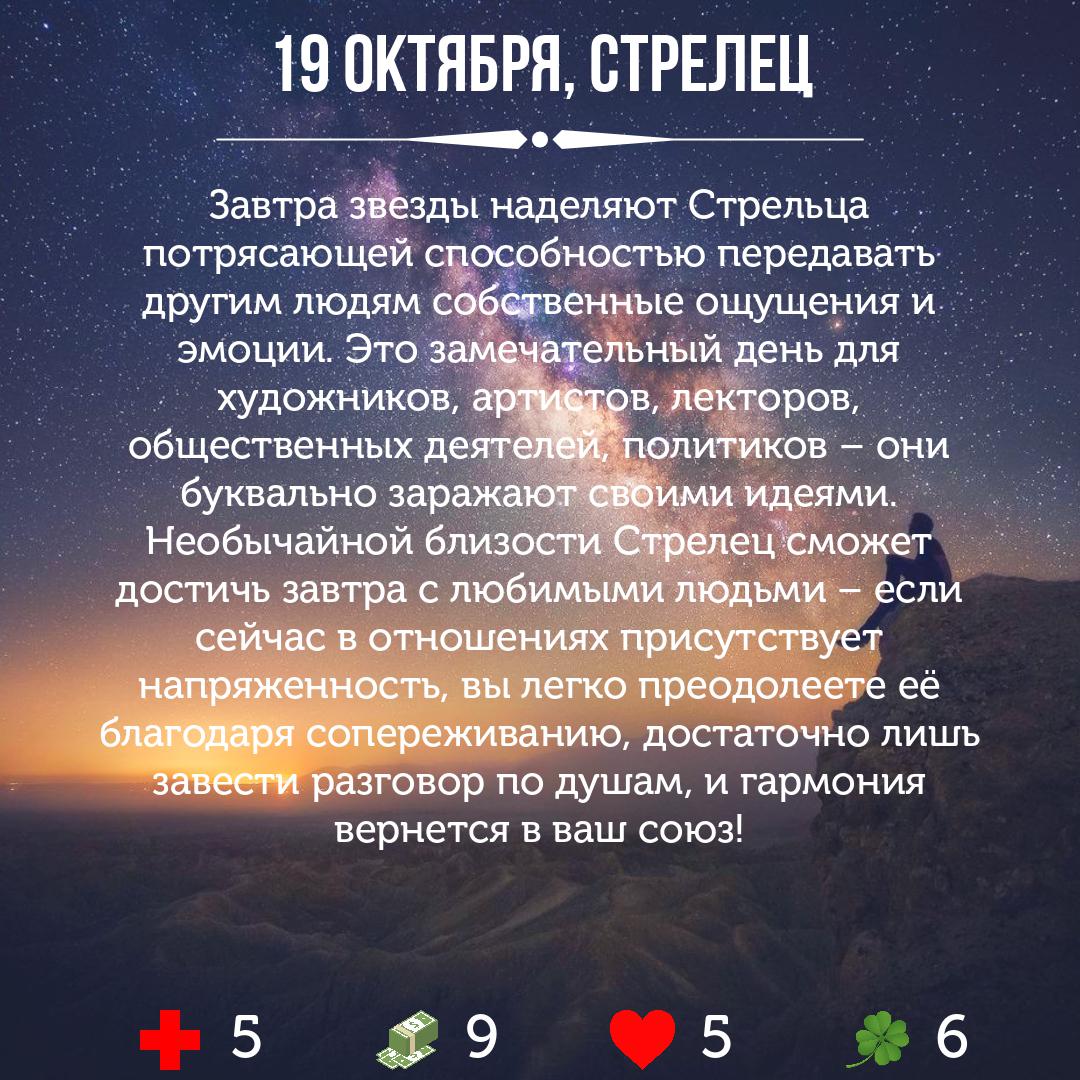 19 ОКТЯБРЯ, СТРЕЛЕЦ
Завтра звезды наделяют Стрельца
потрясающей способностью передавать
другим людям собственные ощущения и
эмоции. Это замечательный день для
художников, артистов, лекторов,
общественных деятелей, политиков – они
буквально заражают своими идеями.
Необычайной близости Стрелец сможет
достичь завтра с любимыми людьми – если
сейчас в отношениях присутствует
напряженность, вы легко преодолеете её
благодаря сопереживанию, достаточно лишь
завести разговор по душам, и гармония
вернется в ваш союз!
5 9 5 6